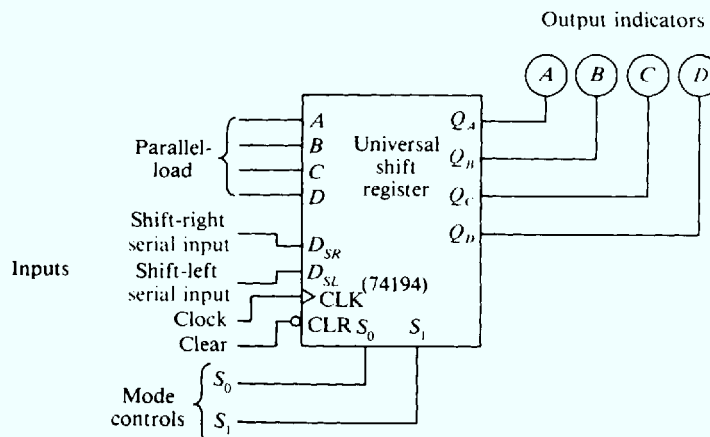 Output indicators
A B C D
Parallel-
load
A
B
C
D
Universal
shift
register
Q_A
Q_B
Q_C
Q_D
Inputs
Shift-right
serial input
D_SR
Shift-left
serial input
D_SL
(74194)
Clock
CLK
Clear
CLR
S_0 S_1
Mode
controls
S_0
S_1